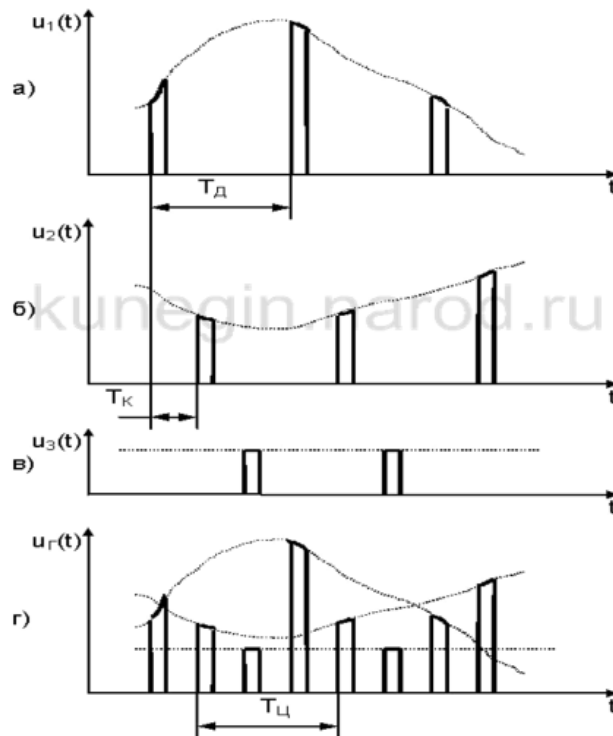 u₁(t)
а)
t
Tд
u₂(t)
kunegin.narod.ru
б)
t
Tк
u₃(t)
в)
t
uг(t)
г)
Tц
t